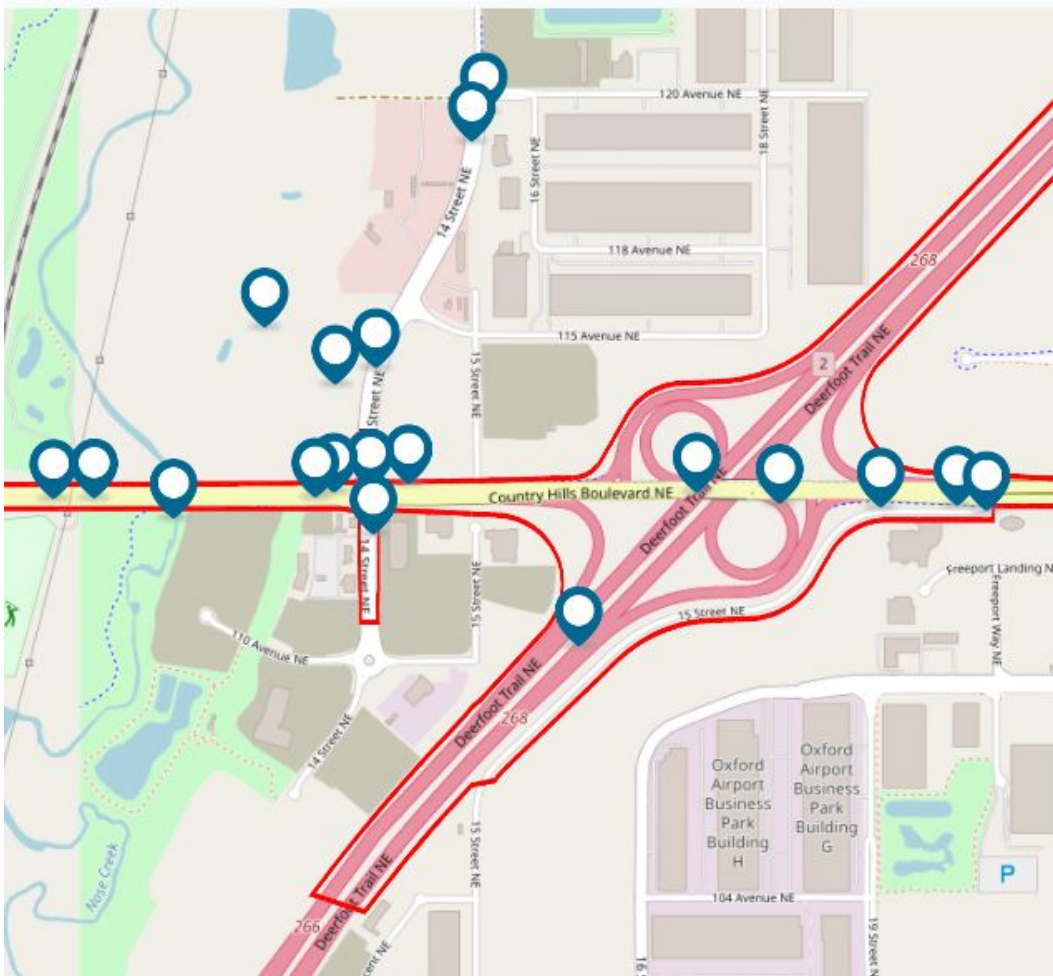 120 Avenue NE
18 Street NE
16 Street NE
14 Street NE
118 Avenue NE
268
115 Avenue NE
2
Deerfoot Trail NE
15 Street NE
Street NE
Country Hills Boulevard NE
Deerfoot Trail NE
14 Street NE
15 Street NE
Freeport Landing N
15 Street NE
Freeport Way NE
110 Avenue NE
Deerfoot Trail NE
268
14 Street NE
Oxford
Airport
Business
Park
Building
H
Oxford
Airport
Business
Park
Building
G
15 Street NE
Nose Creek
P
104 Avenue NE
Deerfoot Trail NE
266
19 Street
cent NE
16